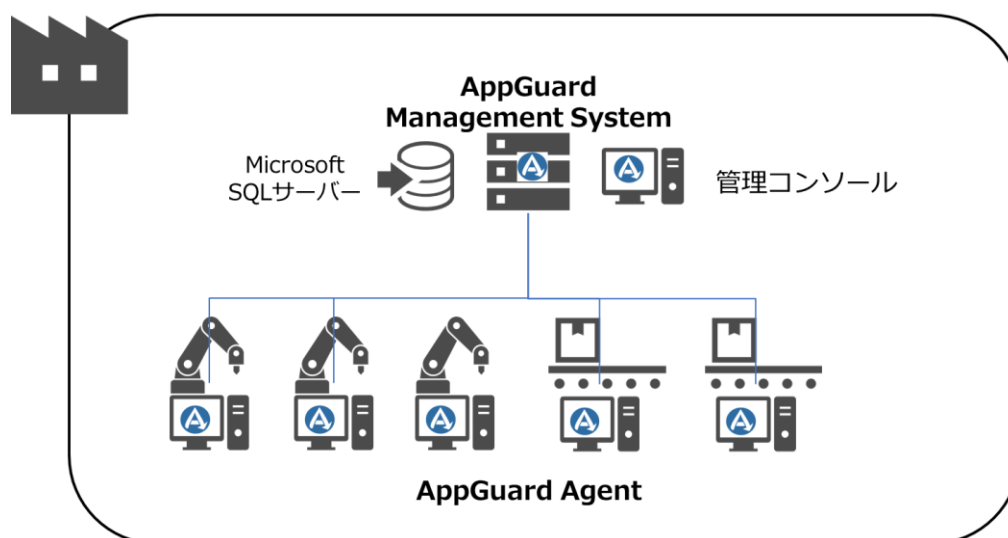 AppGuard
Management System
Microsoft
SQLサーバー
管理コンソール
AppGuard Agent